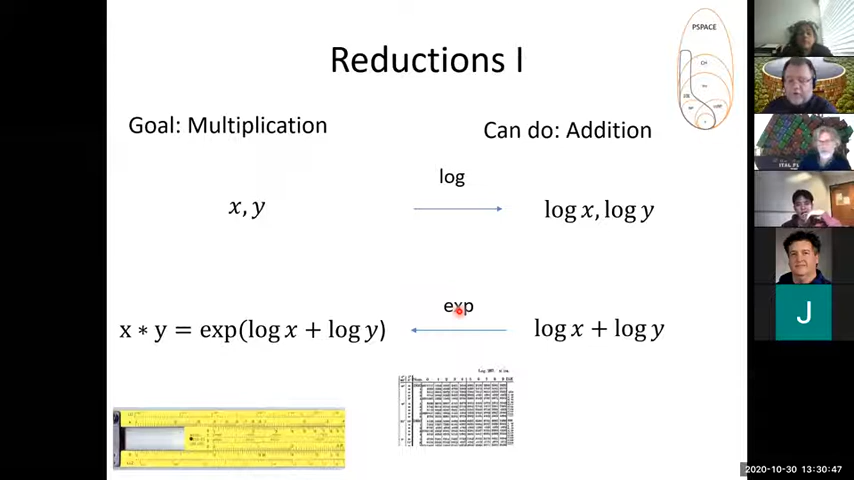 Reductions I
PSPACE
CH
Goal: Multiplication
Can do: Addition
log
x, y
log x, log y
exp
x ∗ y = exp(log x + log y)
log x + log y
J
2020-10-30 13:30:47